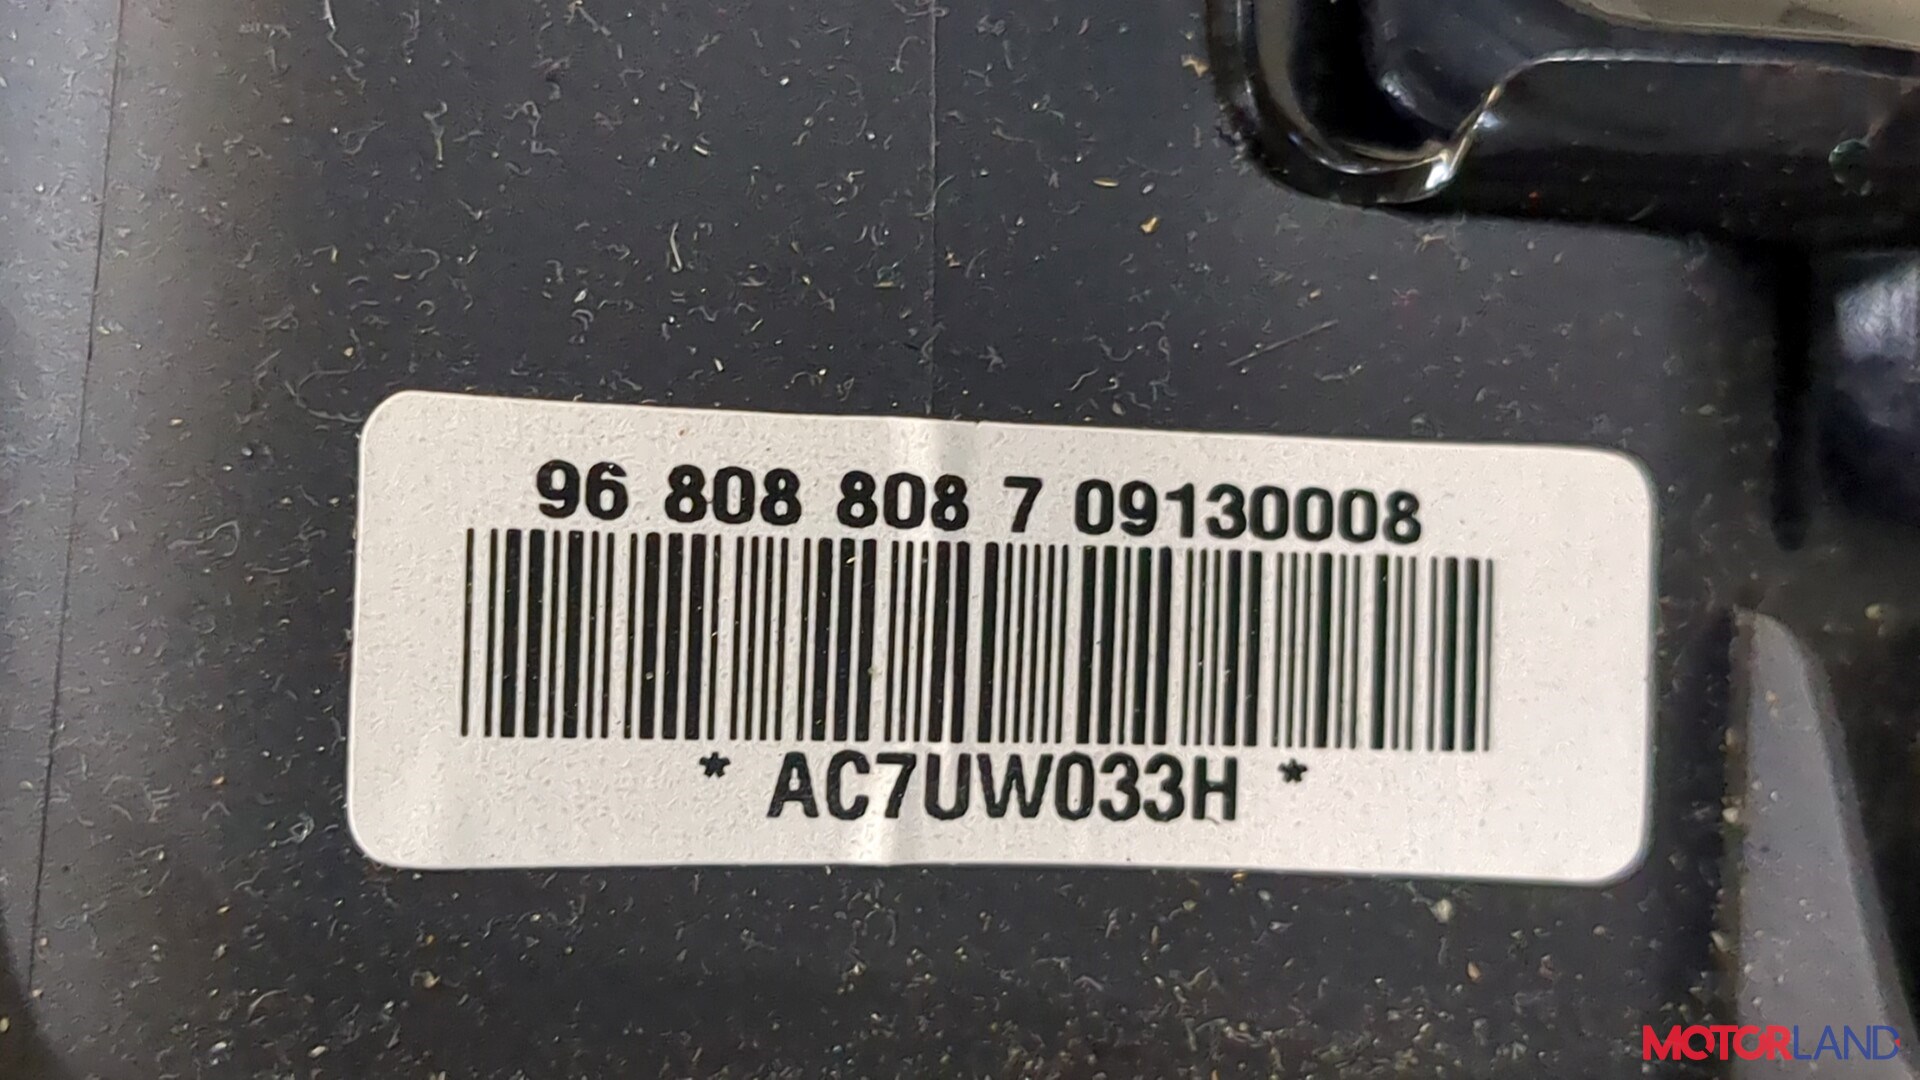 96 808 808 7 09130008
* AC7UW033H *
MOTORLAND